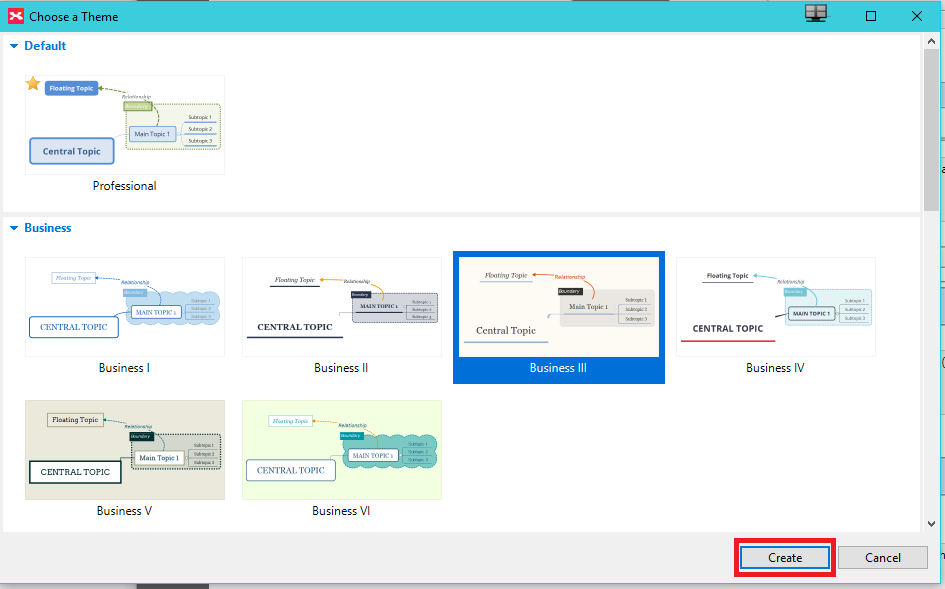 Choose a Theme
Default
Floating Topic
Relationship
Boundary
Subtopic 1
Main Topic 1
Subtopic 2
Subtopic 3
Central Topic
Professional
Business
Floating Topic
Relationship
Boundary
Subtopic 1
MAIN TOPIC 1
Subtopic 2
Subtopic 3
CENTRAL TOPIC
Business I
Floating Topic
Relationship
Boundary
Subtopic 1
MAIN TOPIC 1
Subtopic 2
Subtopic 3
CENTRAL TOPIC
Business II
Floating Topic
Relationship
Boundary
Subtopic 1
Main Topic 1
Subtopic 2
Subtopic 3
Central Topic
Business III
Floating Topic
Relationship
Boundary
Subtopic 1
MAIN TOPIC 1
Subtopic 2
Subtopic 3
CENTRAL TOPIC
Business IV
Floating Topic
Relationship
Boundary
Subtopic 1
Main Topic 1
Subtopic 2
Subtopic 3
CENTRAL TOPIC
Business V
Floating Topic
Relationship
Boundary
Subtopic 1
MAIN TOPIC 1
Subtopic 2
Subtopic 3
CENTRAL TOPIC
Business VI
Create
Cancel